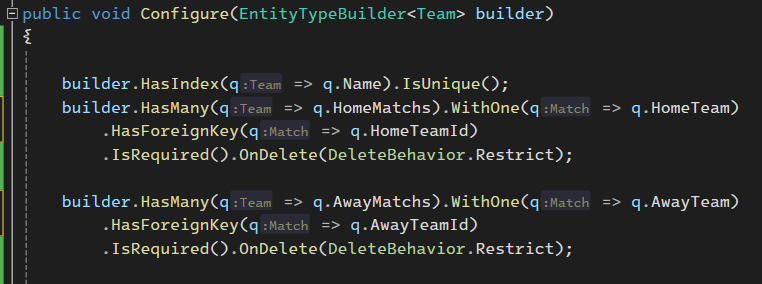 public void Configure(EntityTypeBuilder<Team> builder)
{
builder.HasIndex(q:Team => q.Name).IsUnique();
builder.HasMany(q:Team => q.HomeMatchs).WithOne(q:Match => q.HomeTeam)
.HasForeignKey(q:Match => q.HomeTeamId)
.IsRequired().OnDelete(DeleteBehavior.Restrict);
builder.HasMany(q:Team => q.AwayMatchs).WithOne(q:Match => q.AwayTeam)
.HasForeignKey(q:Match => q.AwayTeamId)
.IsRequired().OnDelete(DeleteBehavior.Restrict);